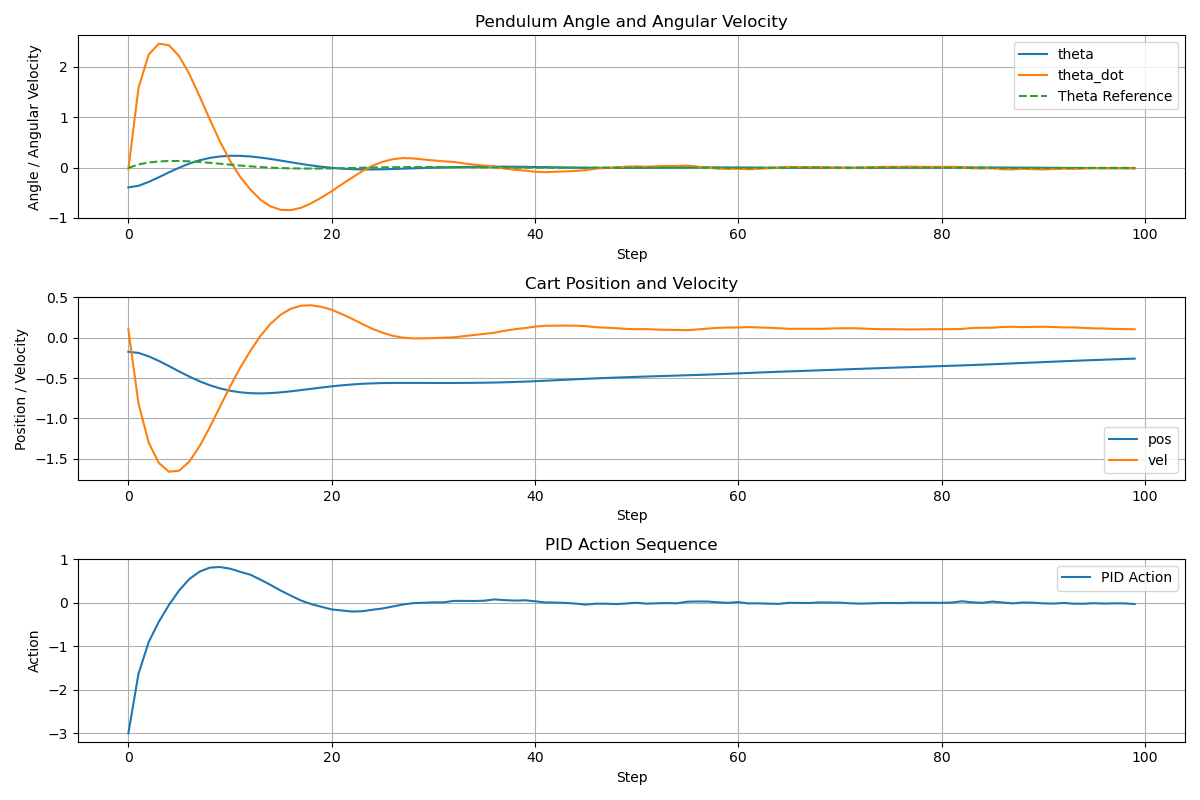 Pendulum Angle and Angular Velocity
Angle / Angular Velocity
2
1
0
−1
theta
theta_dot
Theta Reference
0 20 40 60 80 100
Step
Cart Position and Velocity
Position / Velocity
0.5
0.0
−0.5
−1.0
−1.5
pos
vel
0 20 40 60 80 100
Step
PID Action Sequence
Action
1
0
−1
−2
−3
PID Action
0 20 40 60 80 100
Step